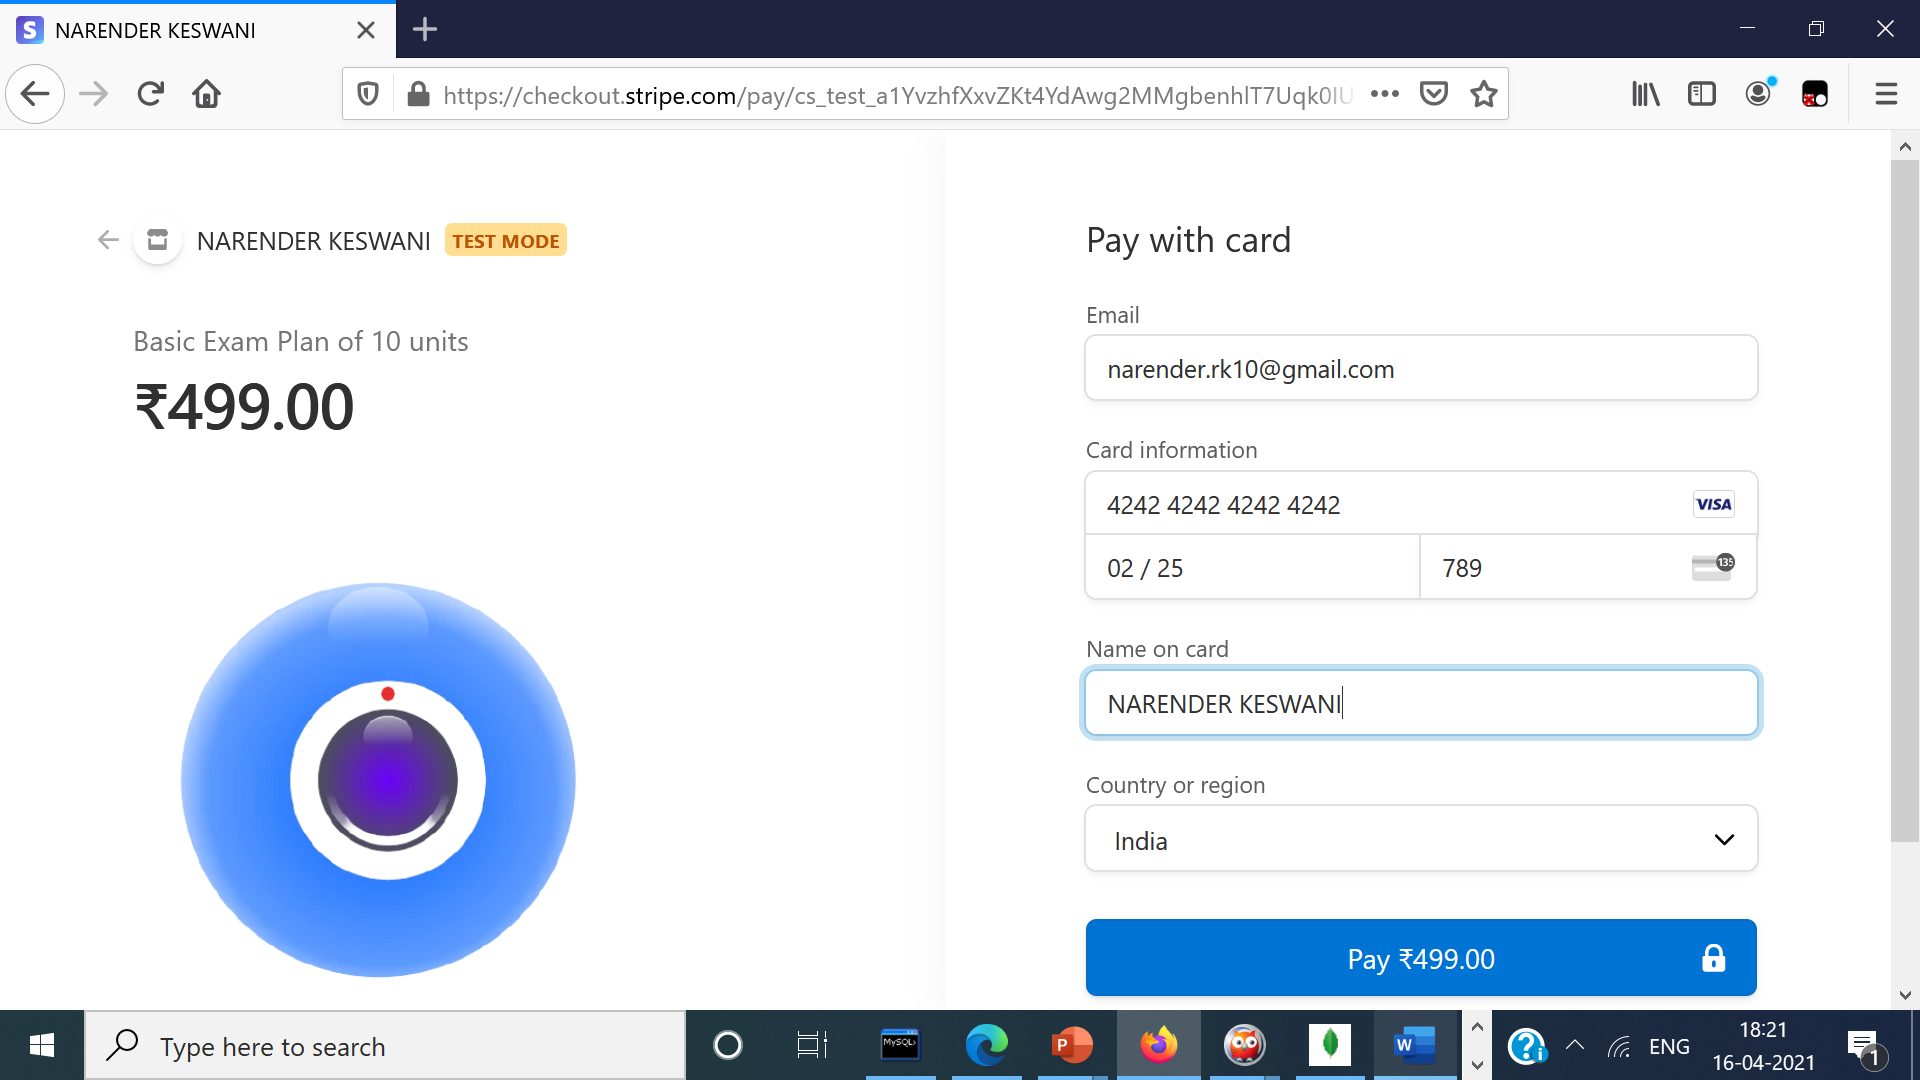 S NARENDER KESWANI
https://checkout.stripe.com/pay/cs_test_a1YvzhfXxvZKt4YdAwg2MMgbenhlT7Uqk0lU
NARENDER KESWANI TEST MODE
Basic Exam Plan of 10 units
₹499.00
Pay with card
Email
narender.rk10@gmail.com
Card information
4242 4242 4242 4242 VISA
02 / 25 789 135
Name on card
NARENDER KESWANI
Country or region
India
Pay ₹499.00
Type here to search
MySQL>
P
W
ENG
18:21
16-04-2021
1